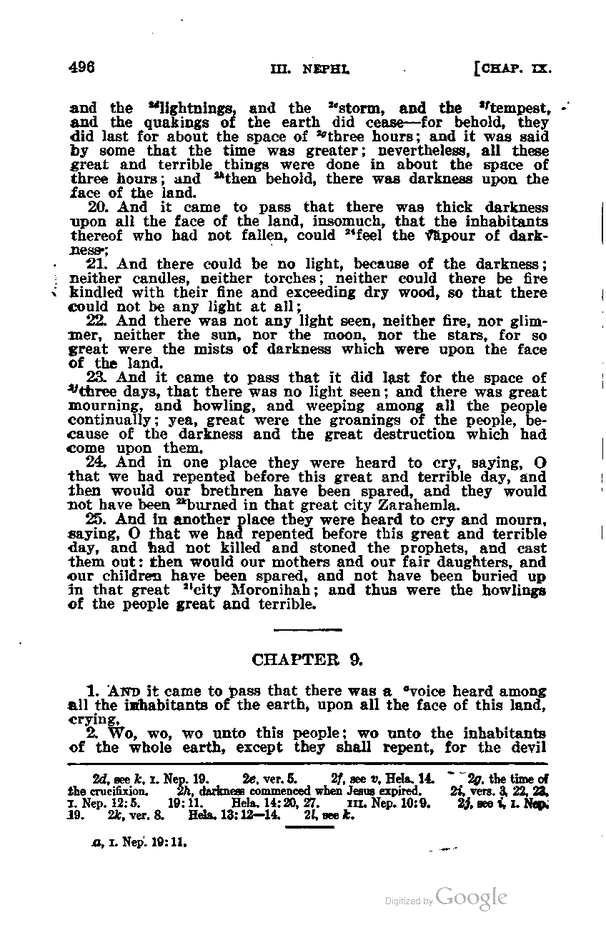 496 III. NEPHI. [CHAP. IX.
and the 2dlightnings, and the 2estorm, and the 2ftempest,
and the quakings of the earth did cease—for behold, they
did last for about the space of 2gthree hours; and it was said
by some that the time was greater; nevertheless, all these
great and terrible things were done in about the space of
three hours; and 2hthen behold, there was darkness upon the
face of the land.
20. And it came to pass that there was thick darkness
upon all the face of the land, insomuch, that the inhabitants
thereof who had not fallen, could 2ifeel the vapour of dark-
ness;
21. And there could be no light, because of the darkness;
neither candles, neither torches; neither could there be fire
kindled with their fine and exceeding dry wood, so that there
could not be any light at all;
22. And there was not any light seen, neither fire, nor glim-
mer, neither the sun, nor the moon, nor the stars, for so
great were the mists of darkness which were upon the face
of the land.
23. And it came to pass that it did last for the space of
2jthree days, that there was no light seen; and there was great
mourning, and howling, and weeping among all the people
continually; yea, great were the groanings of the people, be-
cause of the darkness and the great destruction which had
come upon them.
24. And in one place they were heard to cry, saying, O
that we had repented before this great and terrible day, and
then would our brethren have been spared, and they would
not have been 2kburned in that great city Zarahemla.
25. And in another place they were heard to cry and mourn,
saying, O that we had repented before this great and terrible
day, and had not killed and stoned the prophets, and cast
them out: then would our mothers and our fair daughters, and
our children have been spared, and not have been buried up
in that great 2lcity Moronihah; and thus were the howlings
of the people great and terrible.
CHAPTER 9.
1. AND it came to pass that there was a avoice heard among
all the inhabitants of the earth, upon all the face of this land,
crying,
2. Wo, wo, wo unto this people; wo unto the inhabitants
of the whole earth, except they shall repent, for the devil
2d, see k, I. Nep. 19. 2e, ver. 5. 2f, see v, Hela. 14. 2g. the time of
the crucifixion. 2h, darkness commenced when Jesus expired. 2i, vers. 3, 22, 23,
I. Nep. 12:5. 19:11. Hela. 14:20, 27. III. Nep. 10:9. 2j, see i, I. Nep.
19. 2k, ver. 8. Hela. 13:12—14. 2l, see k.
a, I. Nep. 19:11.
Digitized by Google